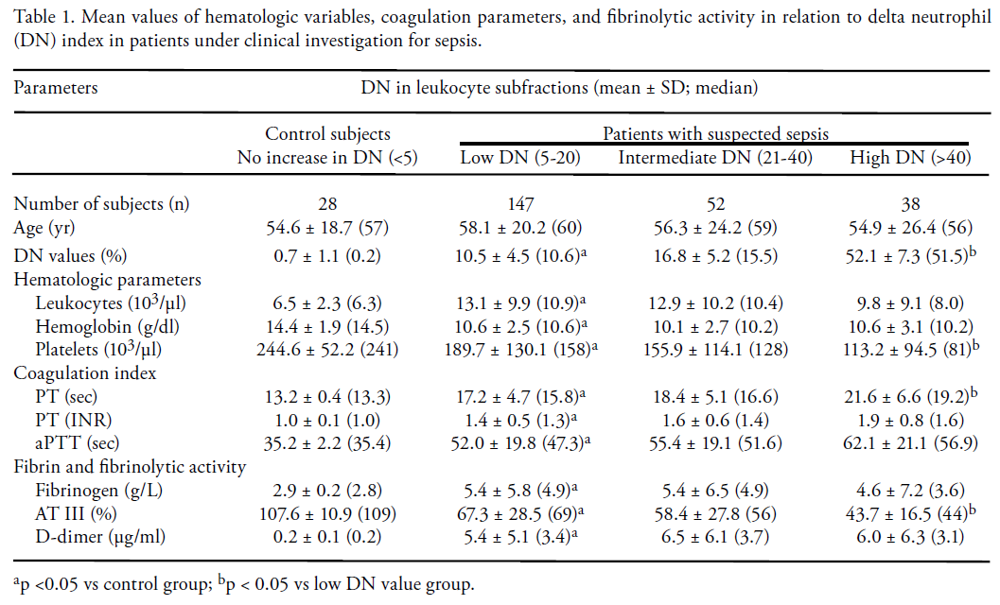 Table 1. Mean values of hematologic variables, coagulation parameters, and fibrinolytic activity in relation to delta neutrophil
(DN) index in patients under clinical investigation for sepsis.
Parameters DN in leukocyte subfractions (mean ± SD; median)
Control subjects Patients with suspected sepsis
No increase in DN (<5) Low DN (5-20) Intermediate DN (21-40) High DN (>40)
Number of subjects (n) 28 147 52 38
Age (yr) 54.6 ± 18.7 (57) 58.1 ± 20.2 (60) 56.3 ± 24.2 (59) 54.9 ± 26.4 (56)
DN values (%) 0.7 ± 1.1 (0.2) 10.5 ± 4.5 (10.6)ᵃ 16.8 ± 5.2 (15.5) 52.1 ± 7.3 (51.5)ᵇ
Hematologic parameters
Leukocytes (10³/µl) 6.5 ± 2.3 (6.3) 13.1 ± 9.9 (10.9)ᵃ 12.9 ± 10.2 (10.4) 9.8 ± 9.1 (8.0)
Hemoglobin (g/dl) 14.4 ± 1.9 (14.5) 10.6 ± 2.5 (10.6)ᵃ 10.1 ± 2.7 (10.2) 10.6 ± 3.1 (10.2)
Platelets (10³/µl) 244.6 ± 52.2 (241) 189.7 ± 130.1 (158)ᵃ 155.9 ± 114.1 (128) 113.2 ± 94.5 (81)ᵇ
Coagulation index
PT (sec) 13.2 ± 0.4 (13.3) 17.2 ± 4.7 (15.8)ᵃ 18.4 ± 5.1 (16.6) 21.6 ± 6.6 (19.2)ᵇ
PT (INR) 1.0 ± 0.1 (1.0) 1.4 ± 0.5 (1.3)ᵃ 1.6 ± 0.6 (1.4) 1.9 ± 0.8 (1.6)
aPTT (sec) 35.2 ± 2.2 (35.4) 52.0 ± 19.8 (47.3)ᵃ 55.4 ± 19.1 (51.6) 62.1 ± 21.1 (56.9)
Fibrin and fibrinolytic activity
Fibrinogen (g/L) 2.9 ± 0.2 (2.8) 5.4 ± 5.8 (4.9)ᵃ 5.4 ± 6.5 (4.9) 4.6 ± 7.2 (3.6)
AT III (%) 107.6 ± 10.9 (109) 67.3 ± 28.5 (69)ᵃ 58.4 ± 27.8 (56) 43.7 ± 16.5 (44)ᵇ
D-dimer (µg/ml) 0.2 ± 0.1 (0.2) 5.4 ± 5.1 (3.4)ᵃ 6.5 ± 6.1 (3.7) 6.0 ± 6.3 (3.1)
ᵃp <0.05 vs control group; ᵇp < 0.05 vs low DN value group.